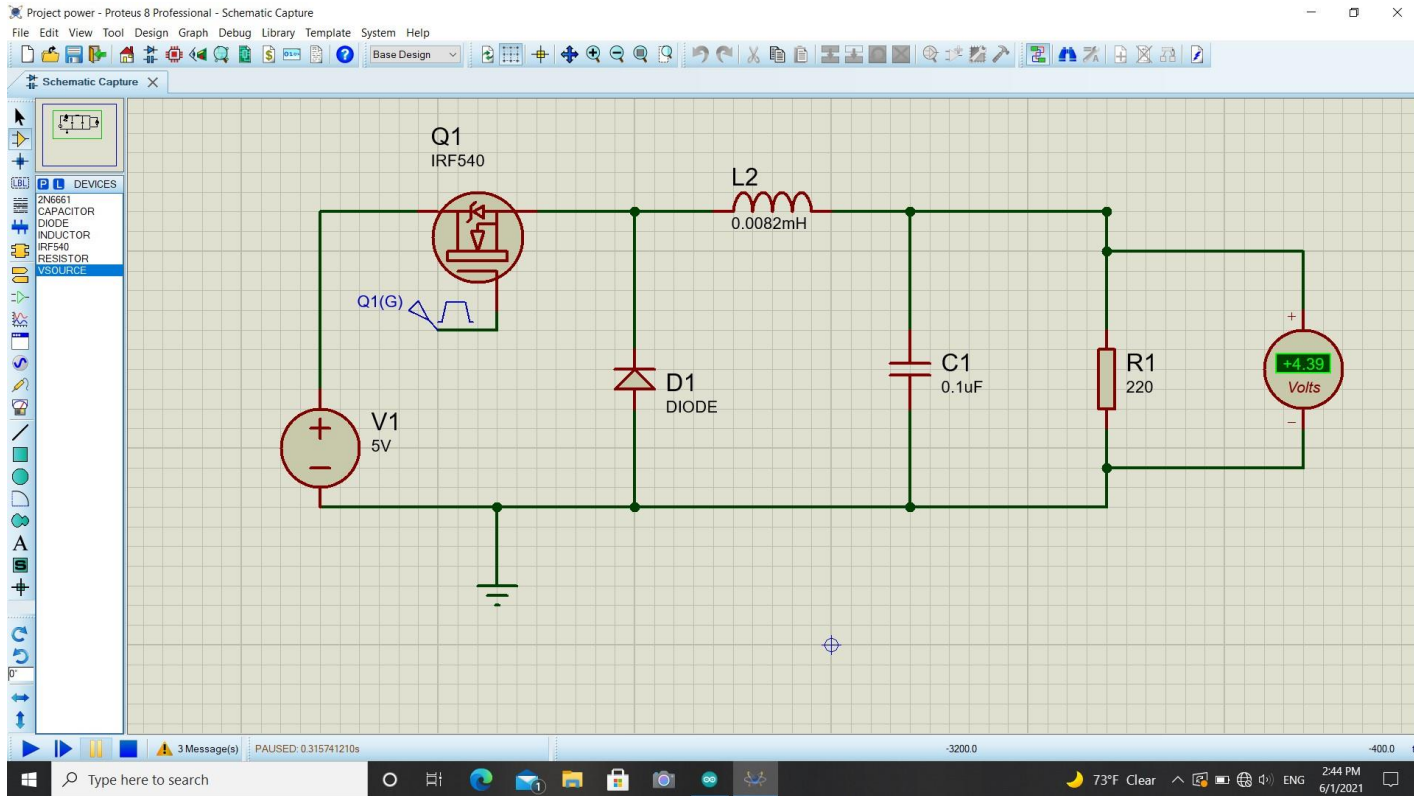 Project power - Proteus 8 Professional - Schematic Capture
File Edit View Tool Design Graph Debug Library Template System Help
Base Design
Schematic Capture
LBL
P L DEVICES
2N6661
CAPACITOR
DIODE
INDUCTOR
IRF540
RESISTOR
VSOURCE
Q1
IRF540
L2
0.0082mH
Q1(G)
V1
5V
D1
DIODE
C1
0.1uF
R1
220
+4.39
Volts
A
S
0°
3 Message(s) PAUSED: 0.315741210s -3200.0 -400.0
Type here to search
1
73°F Clear ENG
2:44 PM
6/1/2021